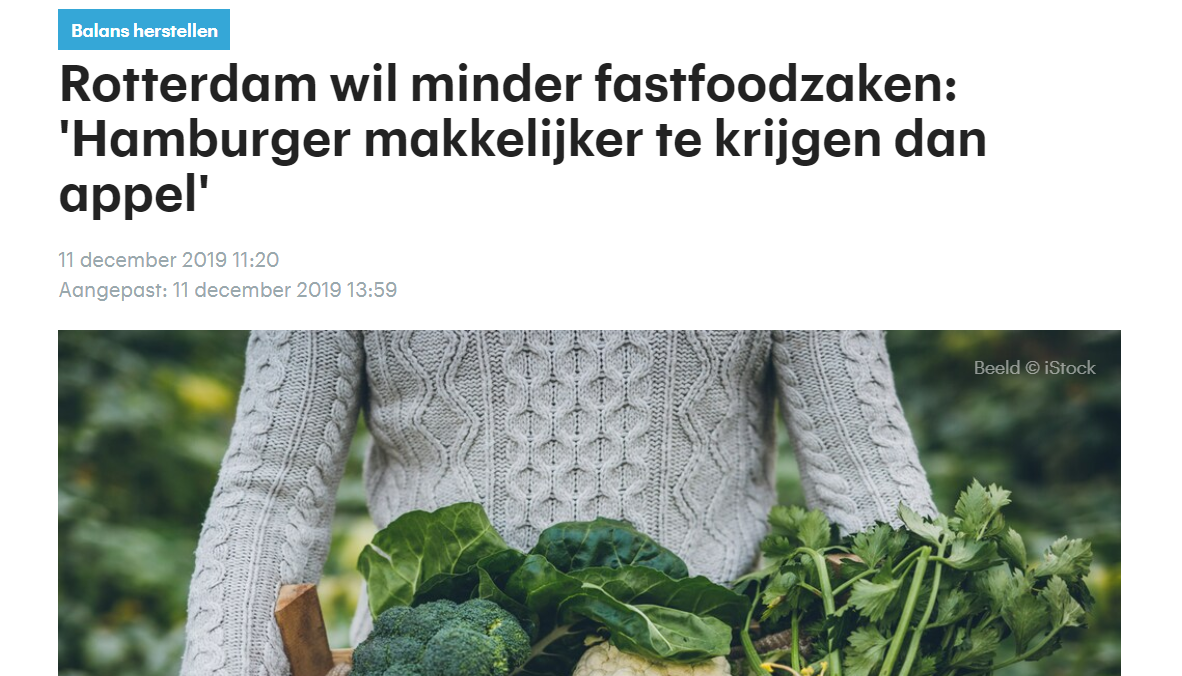 Balans herstellen
Rotterdam wil minder fastfoodzaken:
'Hamburger makkelijker te krijgen dan
appel'
11 december 2019 11:20
Aangepast: 11 december 2019 13:59
Beeld © iStock